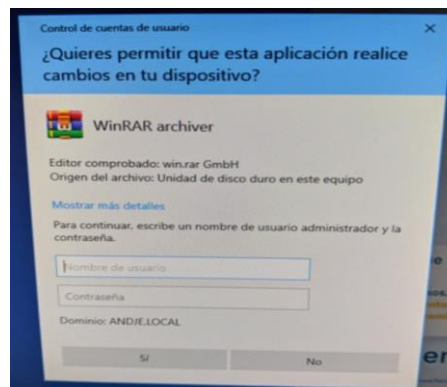 Control de cuentas de usuario
¿Quieres permitir que esta aplicación realice
cambios en tu dispositivo?
WinRAR archiver
Editor comprobado: win.rar GmbH
Origen del archivo: Unidad de disco duro en este equipo
Mostrar más detalles
Para continuar, escribe un nombre de usuario administrador y la
contraseña.
Nombre de usuario
Contraseña
Dominio: ANDJE.LOCAL
Sí
No